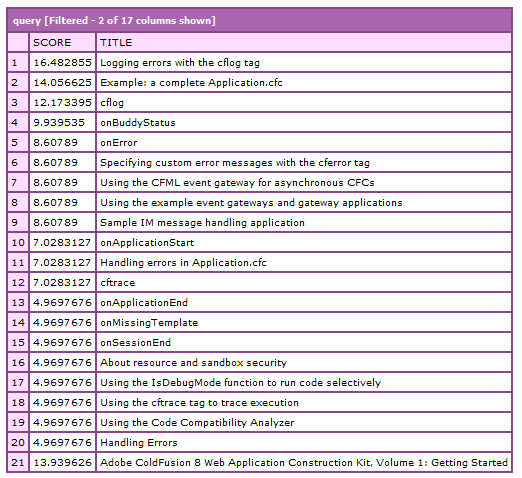 query [Filtered - 2 of 17 columns shown]
SCORE TITLE
1 16.482855 Logging errors with the cflog tag
2 14.056625 Example: a complete Application.cfc
3 12.173395 cflog
4 9.939535 onBuddyStatus
5 8.60789 onError
6 8.60789 Specifying custom error messages with the cferror tag
7 8.60789 Using the CFML event gateway for asynchronous CFCs
8 8.60789 Using the example event gateways and gateway applications
9 8.60789 Sample IM message handling application
10 7.0283127 onApplicationStart
11 7.0283127 Handling errors in Application.cfc
12 7.0283127 cftrace
13 4.9697676 onApplicationEnd
14 4.9697676 onMissingTemplate
15 4.9697676 onSessionEnd
16 4.9697676 About resource and sandbox security
17 4.9697676 Using the IsDebugMode function to run code selectively
18 4.9697676 Using the cftrace tag to trace execution
19 4.9697676 Using the Code Compatibility Analyzer
20 4.9697676 Handling Errors
21 13.939626 Adobe ColdFusion 8 Web Application Construction Kit, Volume 1: Getting Started